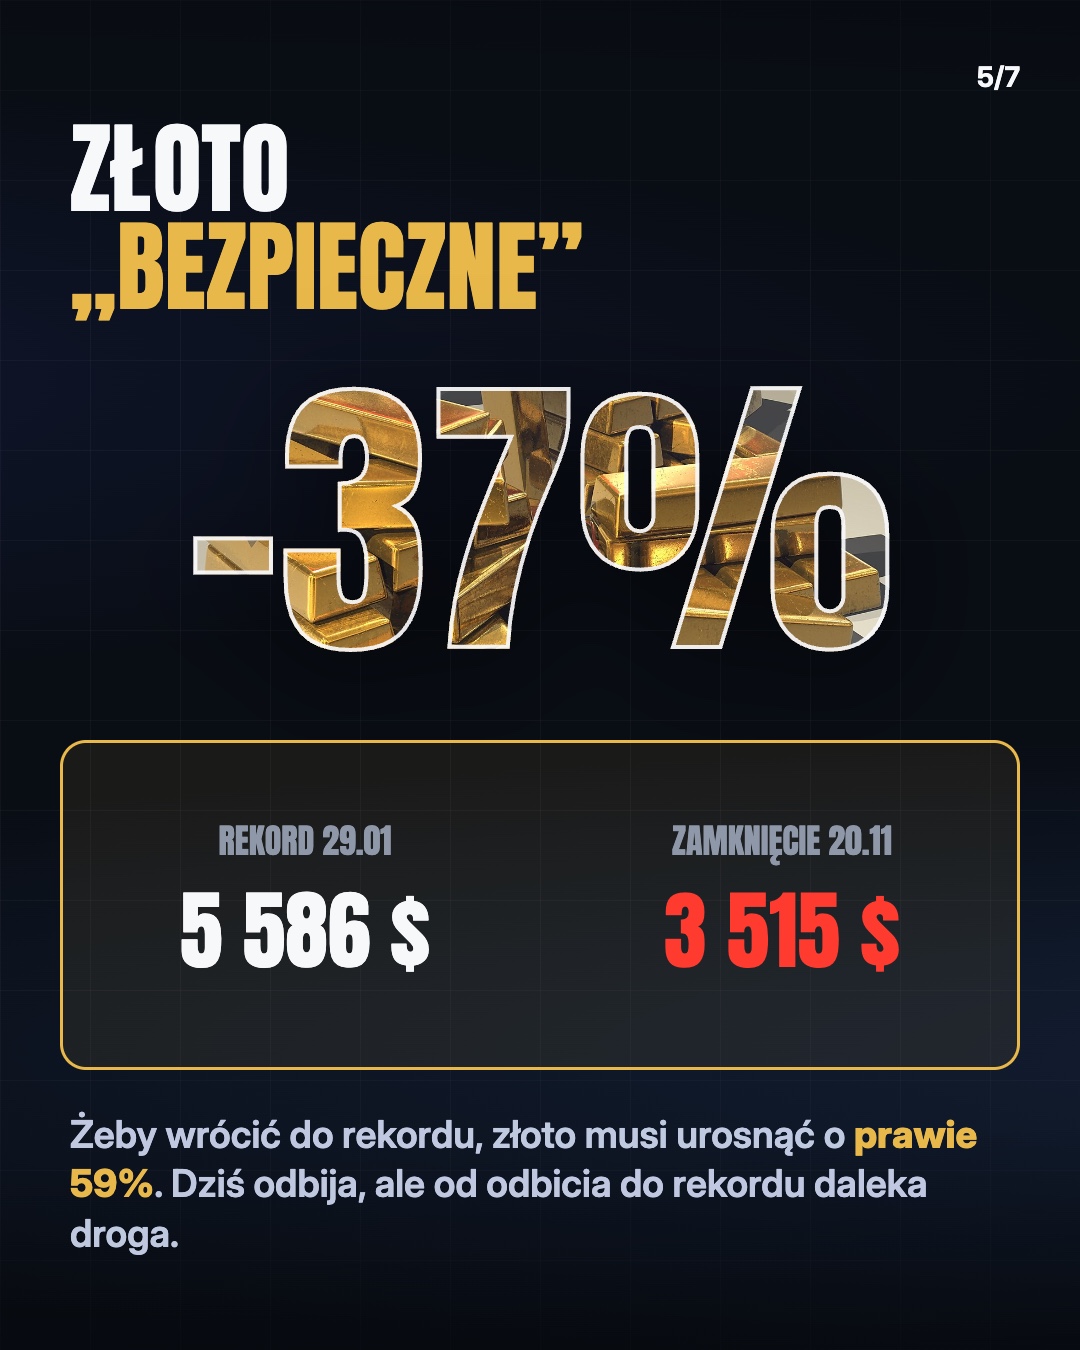 5/7
ZŁOTO
„BEZPIECZNE”
-37%
REKORD 29.01
5 586 $
ZAMKNIĘCIE 20.11
3 515 $
Żeby wrócić do rekordu, złoto musi urosnąć o prawie
59%. Dziś odbija, ale od odbicia do rekordu daleka
droga.